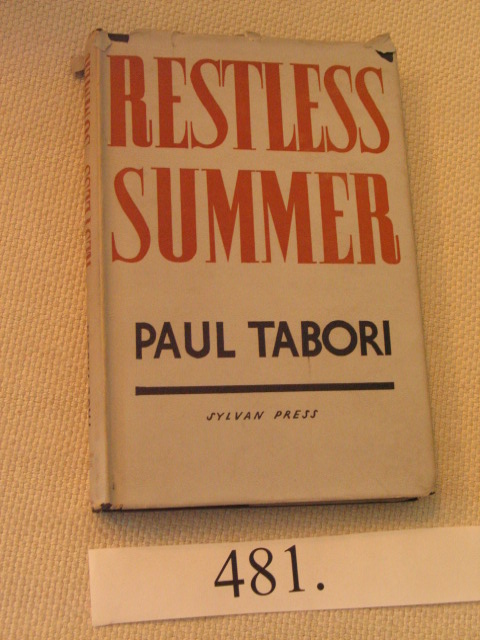 RESTLESS
SUMMER
PAUL TABORI
SYLVAN PRESS
481.